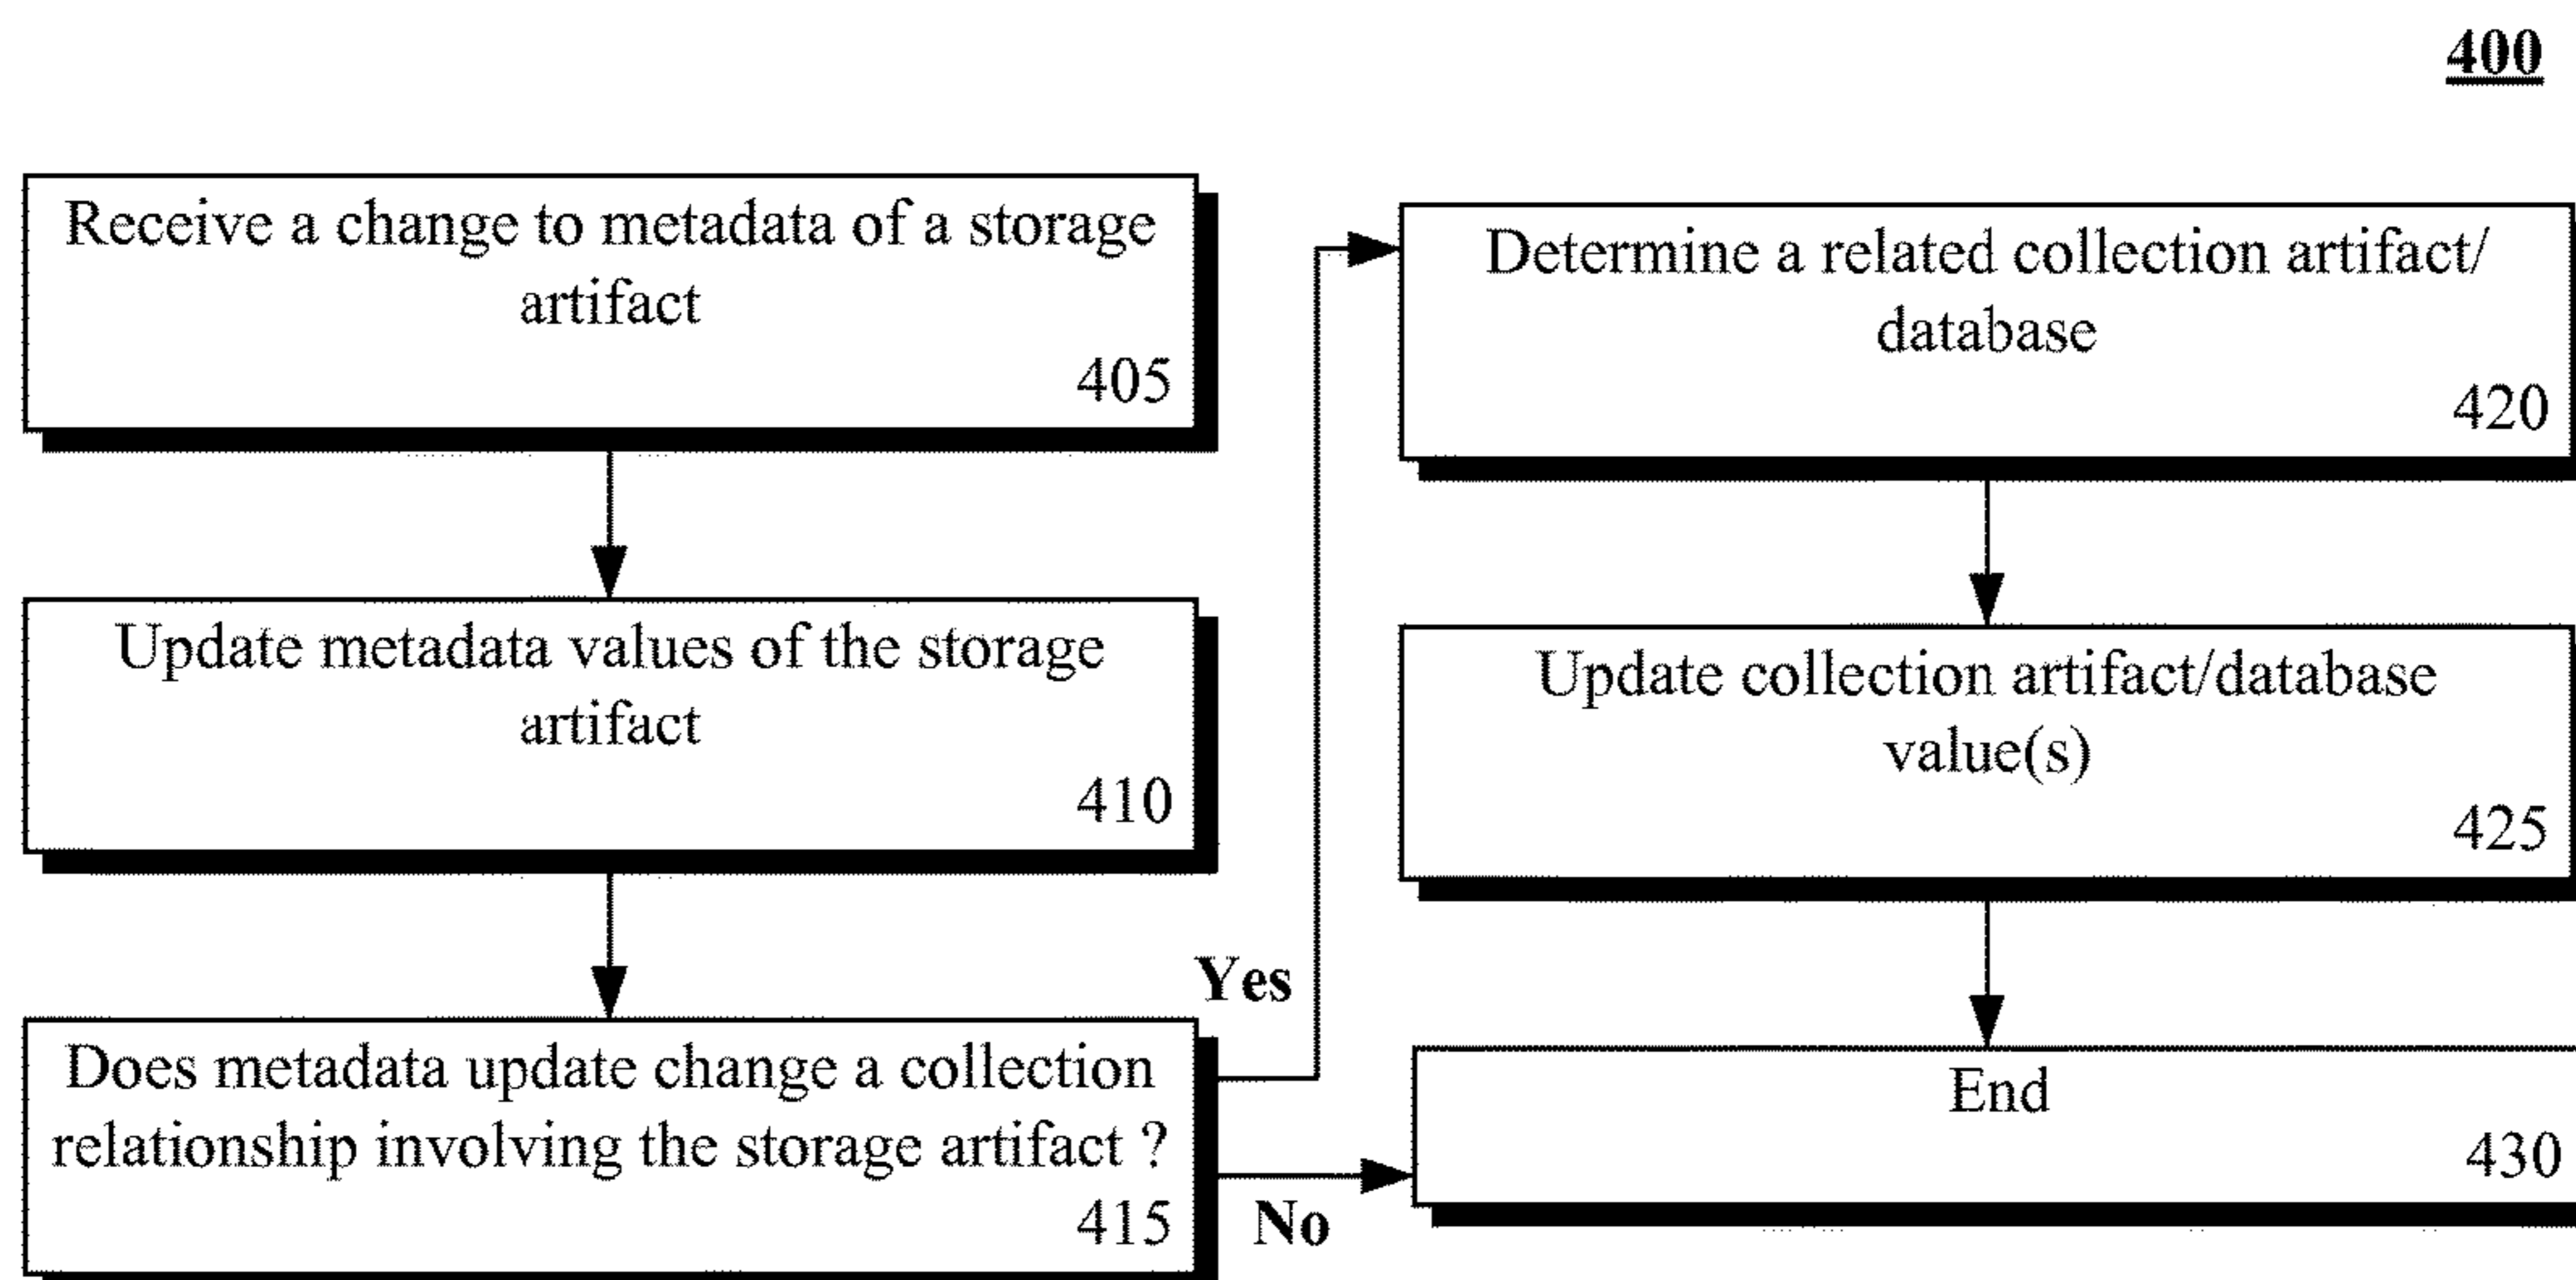 400
Receive a change to metadata of a storage
artifact
405
Update metadata values of the storage
artifact
410
Does metadata update change a collection
relationship involving the storage artifact ?
415
Yes
No
Determine a related collection artifact/
database
420
Update collection artifact/database
value(s)
425
End
430